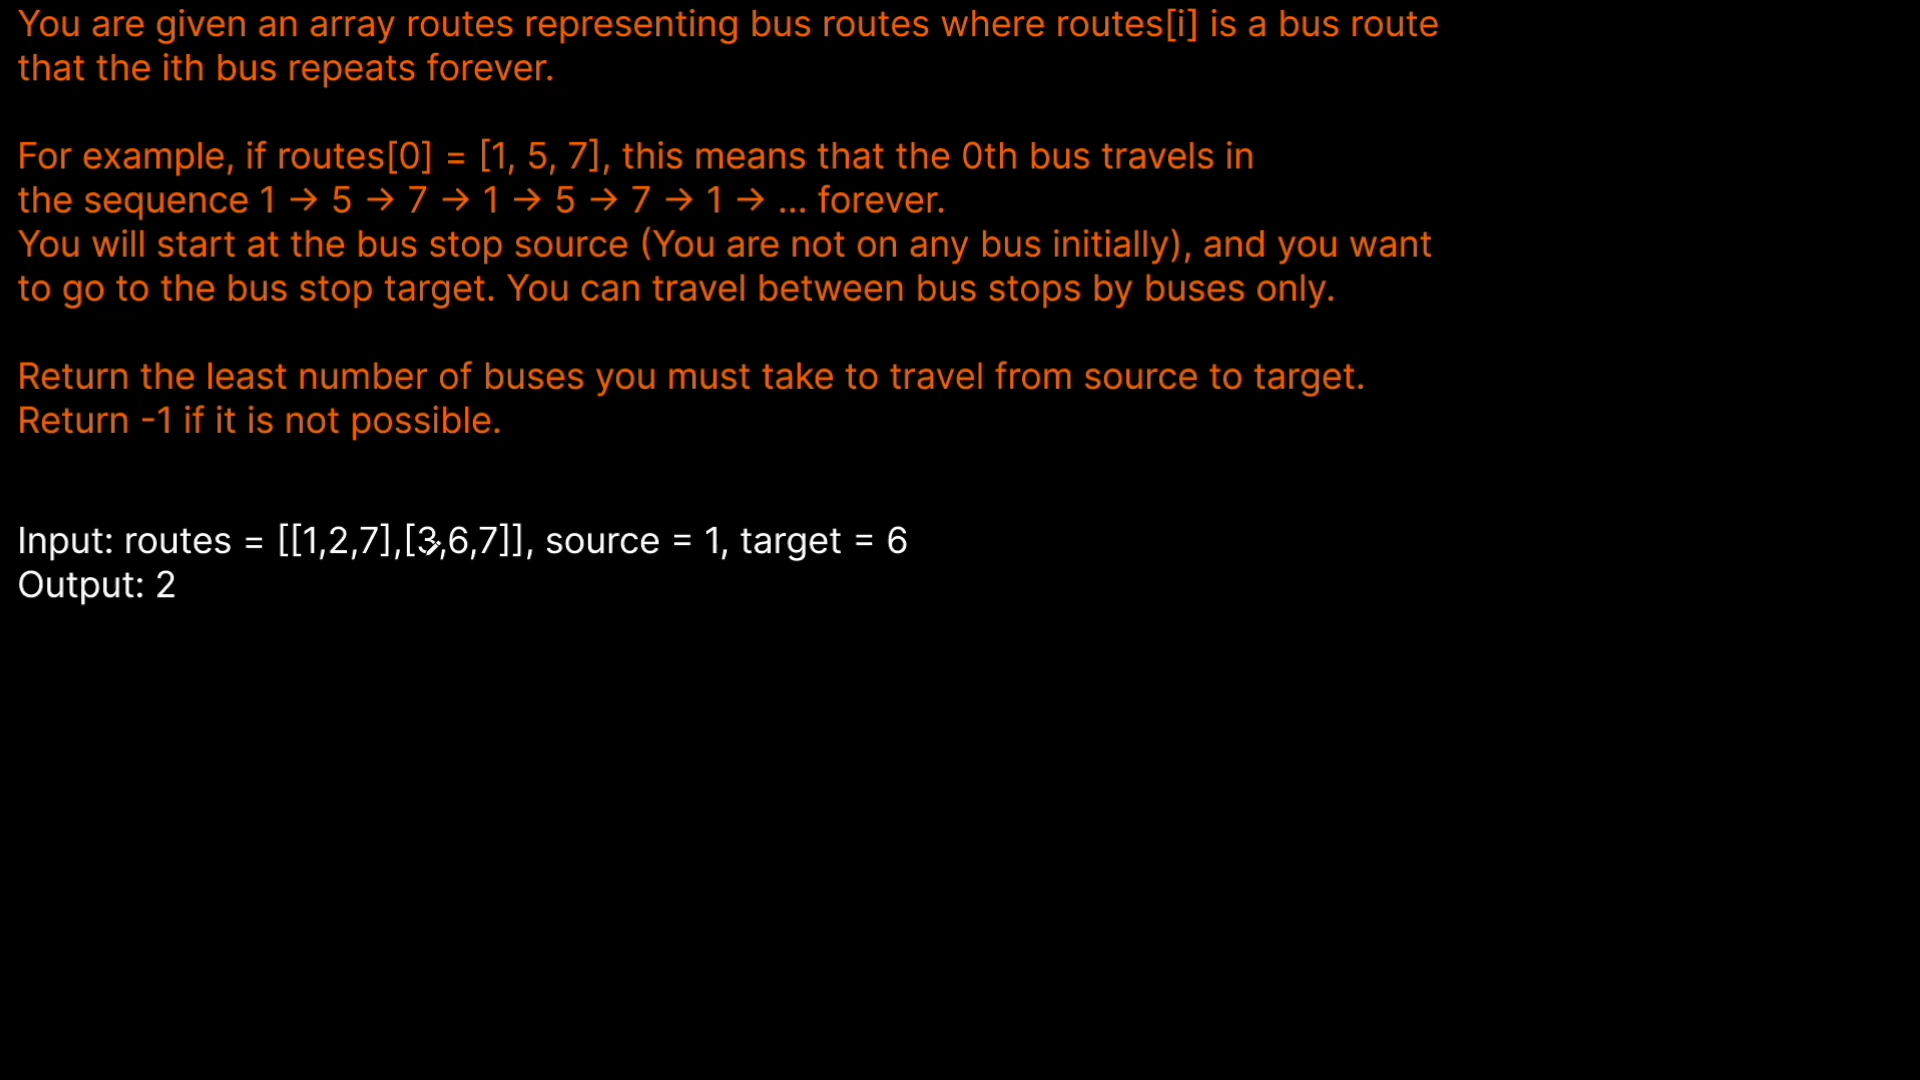 You are given an array routes representing bus routes where routes[i] is a bus route
that the ith bus repeats forever.
For example, if routes[0] = [1, 5, 7], this means that the 0th bus travels in
the sequence 1 → 5 → 7 → 1 → 5 → 7 → 1 → ... forever.
You will start at the bus stop source (You are not on any bus initially), and you want
to go to the bus stop target. You can travel between bus stops by buses only.
Return the least number of buses you must take to travel from source to target.
Return -1 if it is not possible.
Input: routes = [[1,2,7],[3,6,7]], source = 1, target = 6
Output: 2